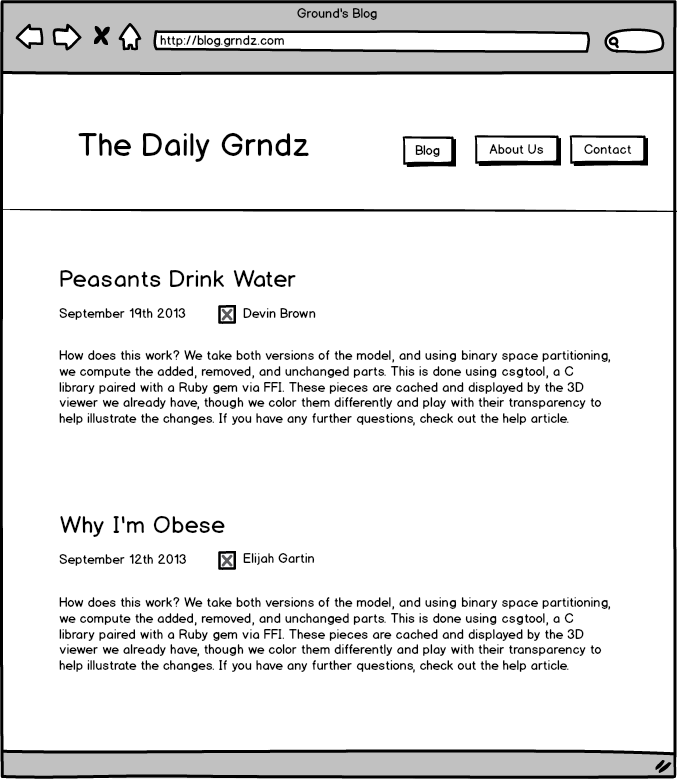 Ground's Blog
http://blog.grndz.com
The Daily Grndz
Blog
About Us
Contact
Peasants Drink Water
September 19th 2013
Devin Brown
How does this work? We take both versions of the model, and using binary space partitioning,
we compute the added, removed, and unchanged parts. This is done using csgtool, a C
library paired with a Ruby gem via FFI. These pieces are cached and displayed by the 3D
viewer we already have, though we color them differently and play with their transparency to
help illustrate the changes. If you have any further questions, check out the help article.
Why I'm Obese
September 12th 2013
Elijah Gartin
How does this work? We take both versions of the model, and using binary space partitioning,
we compute the added, removed, and unchanged parts. This is done using csgtool, a C
library paired with a Ruby gem via FFI. These pieces are cached and displayed by the 3D
viewer we already have, though we color them differently and play with their transparency to
help illustrate the changes. If you have any further questions, check out the help article.